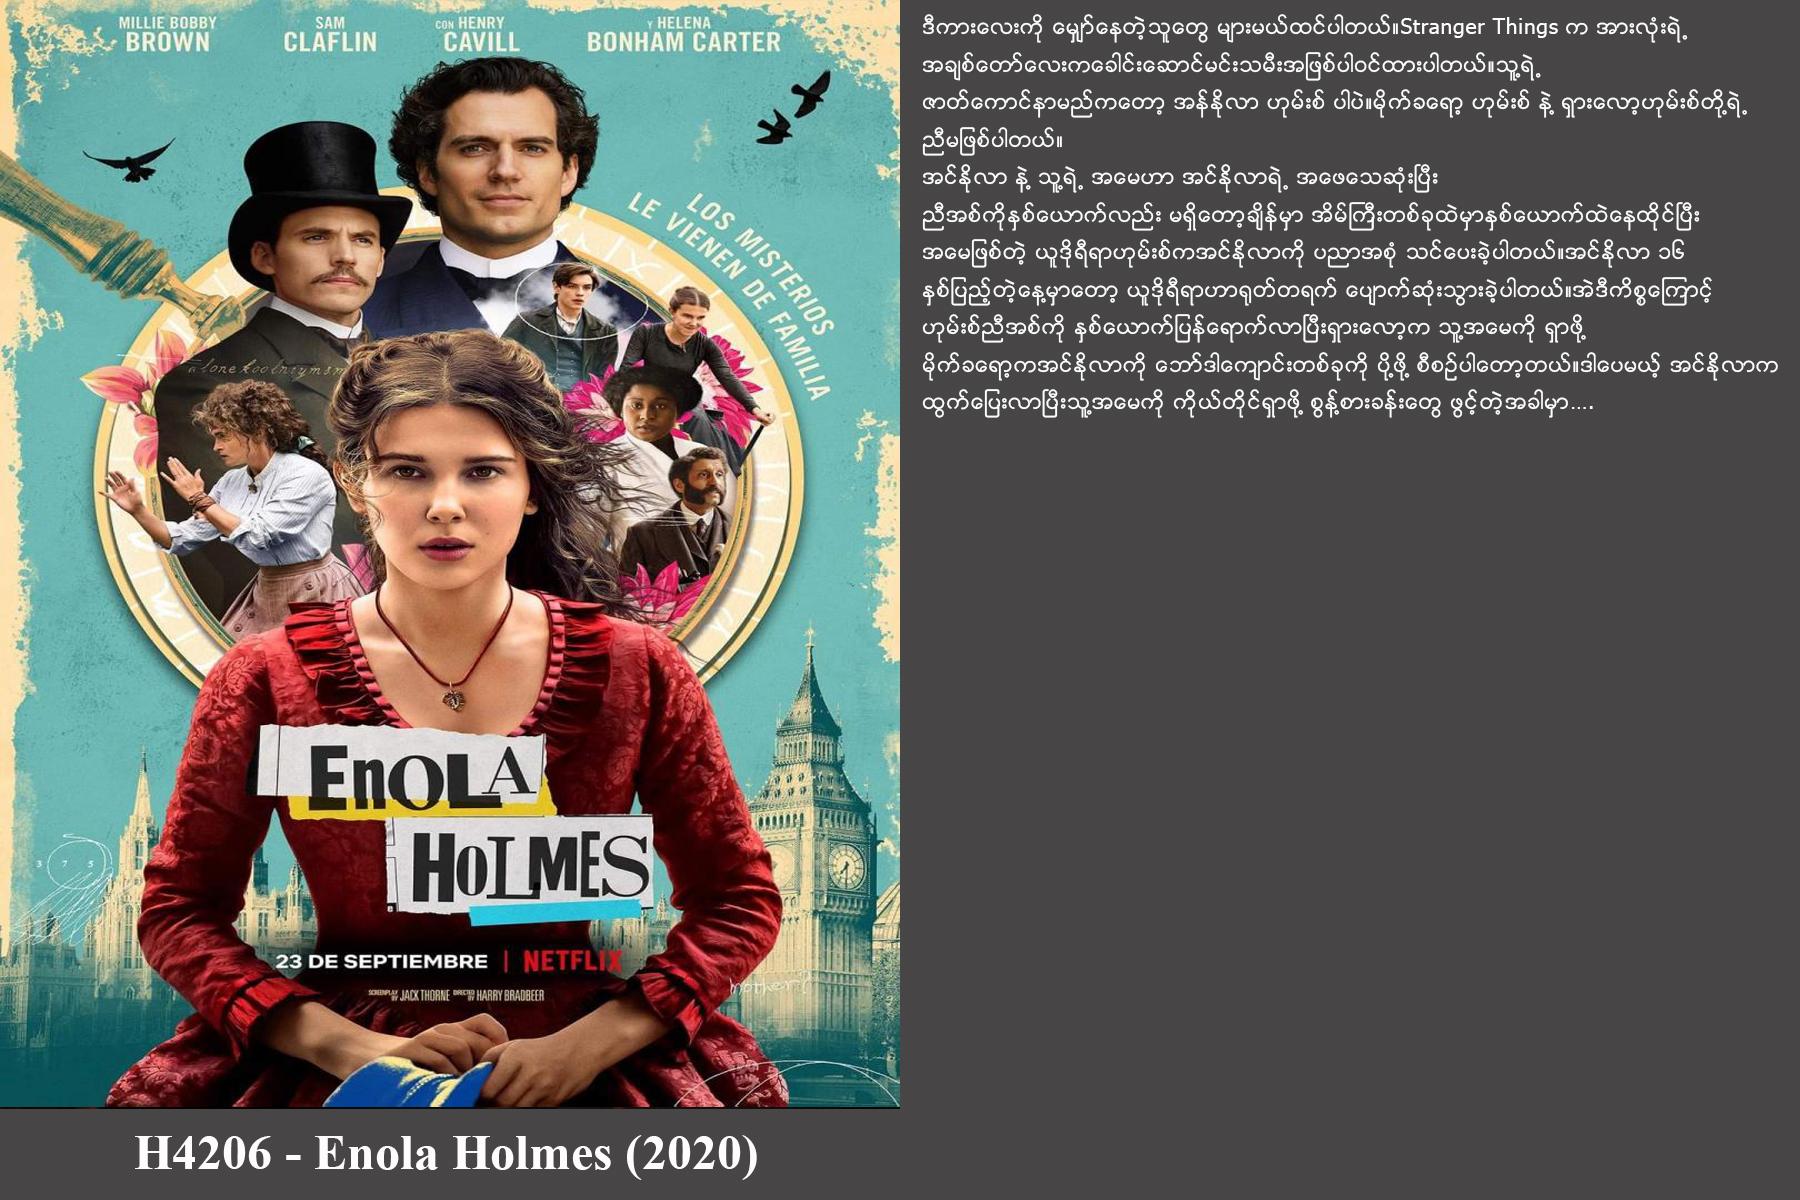 MILLIE BOBBY BROWN
SAM CLAFLIN
CON HENRY CAVILL
Y HELENA BONHAM CARTER
LOS MISTERIOS
LE VIENEN DE FAMILIA
ENOLA
HOLMES
23 DE SEPTIEMBRE | NETFLIX
SCREENPLAY BY JACK THORNE DIRECTED BY HARRY BRADBEER
3 7 5
mother?
H4206 - Enola Holmes (2020)
ဒီကားလေးကို မျှော်နေတဲ့သူတွေ များမယ်ထင်ပါတယ်။Stranger Things က အားလုံးရဲ့
အချစ်တော်လေးကခေါင်းဆောင်မင်းသမီးအဖြစ်ပါဝင်ထားပါတယ်။သူ့ရဲ့
ဇာတ်ကောင်နာမည်ကတော့ အန်နိုလာ ဟုမ်းစ် ပါပဲ။မိုက်ခရော့ ဟုမ်းစ် နဲ့ ရှားလော့ဟုမ်းစ်တို့ရဲ့
ညီမဖြစ်ပါတယ်။
အင်နိုလာ နဲ့ သူ့ရဲ့ အမေဟာ အင်နိုလာရဲ့ အဖေသေဆုံးပြီး
ညီအစ်ကိုနှစ်ယောက်လည်း မရှိတော့ချိန်မှာ အိမ်ကြီးတစ်ခုထဲမှာနှစ်ယောက်ထဲနေထိုင်ပြီး
အမေဖြစ်တဲ့ ယူဒိုရီရာဟုမ်းစ်ကအင်နိုလာကို ပညာအစုံ သင်ပေးခဲ့ပါတယ်။အင်နိုလာ ၁၆
နှစ်ပြည့်တဲ့နေ့မှာတော့ ယူဒိုရီရာဟာရုတ်တရက် ပျောက်ဆုံးသွားခဲ့ပါတယ်။အဲဒီကိစ္စကြောင့်
ဟုမ်းစ်ညီအစ်ကို နှစ်ယောက်ပြန်ရောက်လာပြီးရှားလော့က သူ့အမေကို ရှာဖို့
မိုက်ခရော့ကအင်နိုလာကို ဘော်ဒါကျောင်းတစ်ခုကို ပို့ဖို့ စီစဉ်ပါတော့တယ်။ဒါပေမယ့် အင်နိုလာက
ထွက်ပြေးလာပြီးသူ့အမေကို ကိုယ်တိုင်ရှာဖို့ စွန့်စားခန်းတွေ ဖွင့်တဲ့အခါမှာ....